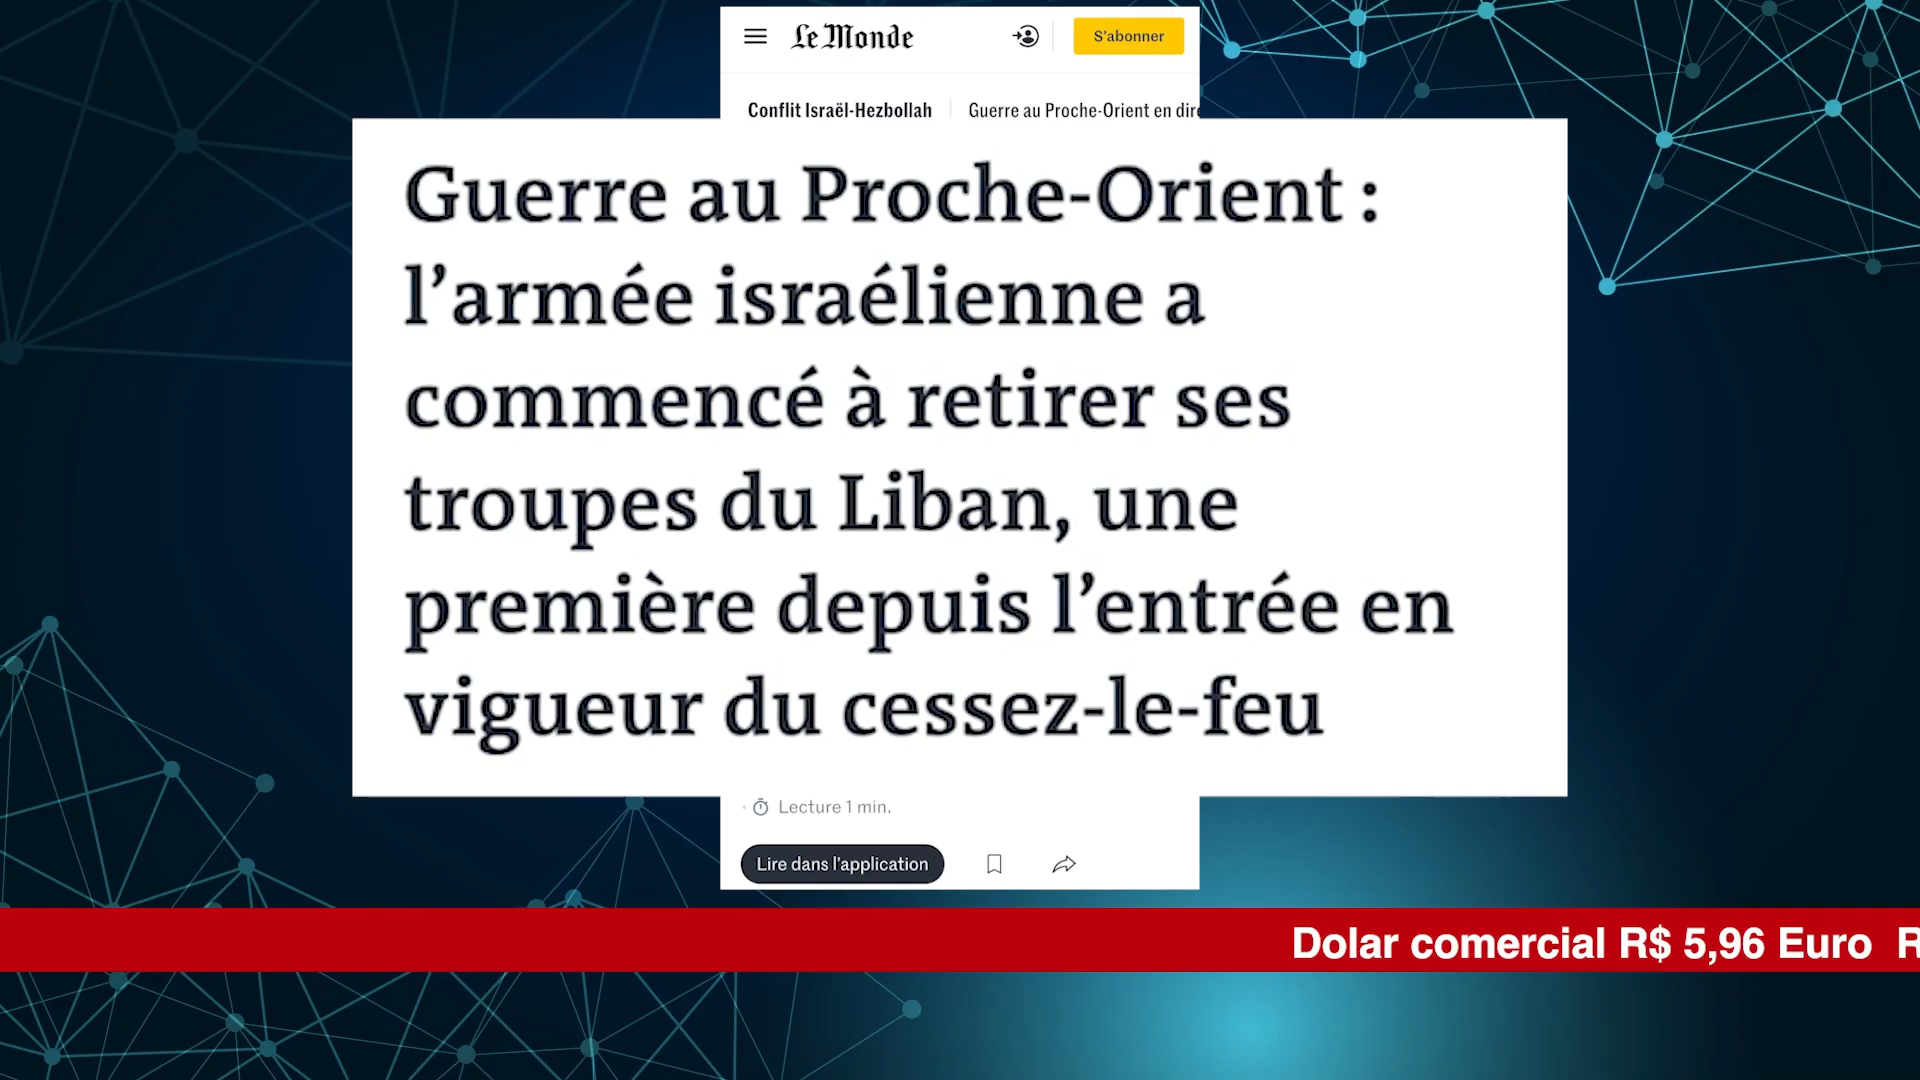 Le Monde
S'abonner
Conflit Israël-Hezbollah
Guerre au Proche-Orient en
Guerre au Proche-Orient :
l’armée israélienne a
commencé à retirer ses
troupes du Liban, une
première depuis l’entrée en
vigueur du cessez-le-feu
Lecture 1 min.
Lire dans l’application
Dolar comercial R$ 5,96 Euro